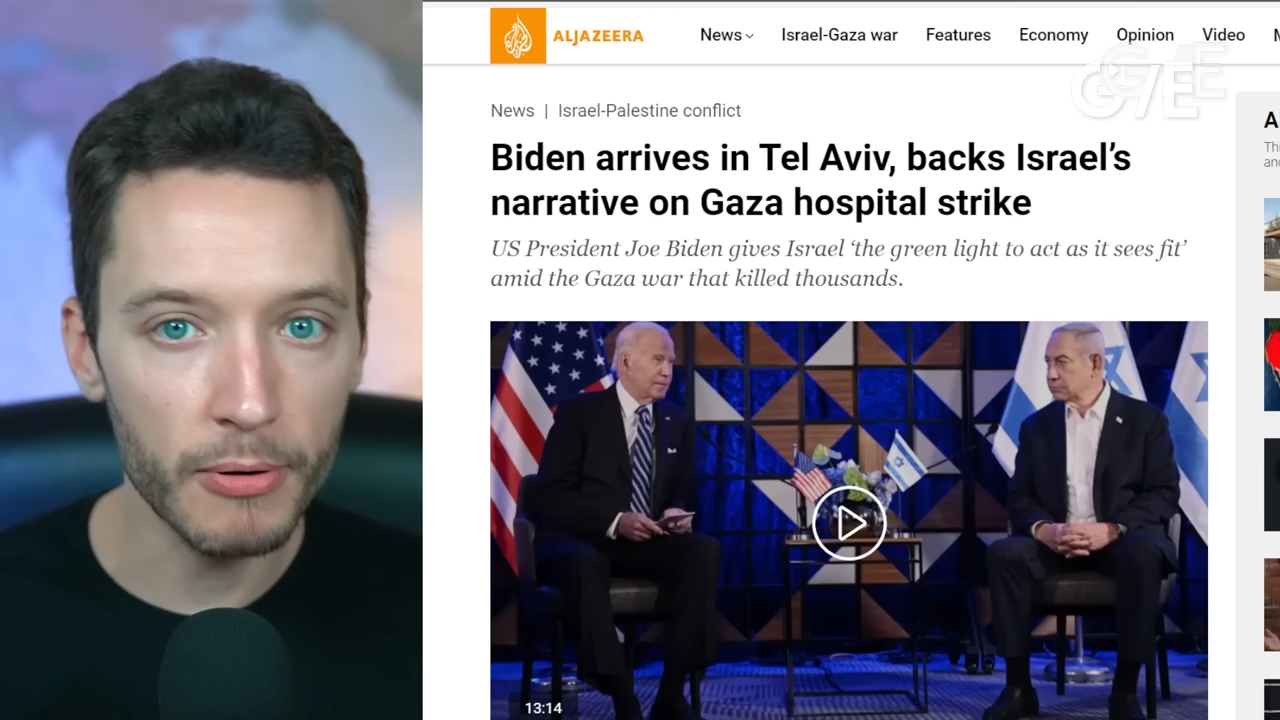 ALJAZEERA
News
Israel-Gaza war
Features
Economy
Opinion
Video
News | Israel-Palestine conflict
Biden arrives in Tel Aviv, backs Israel’s
narrative on Gaza hospital strike
US President Joe Biden gives Israel ‘the green light to act as it sees fit’
amid the Gaza war that killed thousands.
13:14